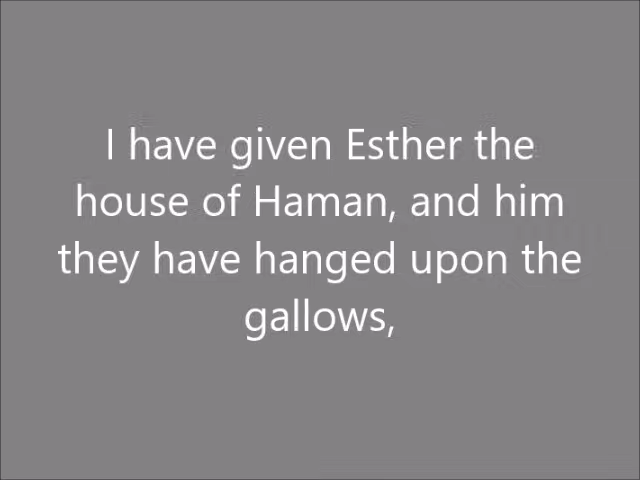 I have given Esther the
house of Haman, and him
they have hanged upon the
gallows,